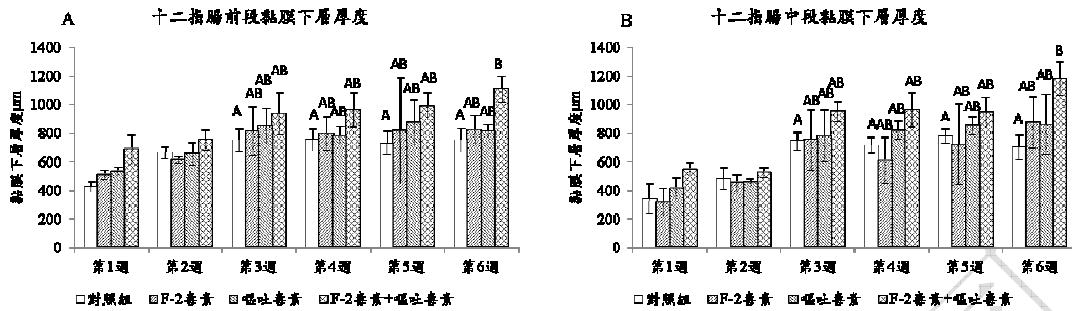 A
十二指腸前段黏膜下層厚度
黏膜下層厚度μm
1400
1200
1000
800
600
400
200
0
A AB AB AB
A AB AB AB
A AB AB AB
A AB AB B
第1週 第2週 第3週 第4週 第5週 第6週
對照組 F-2毒素 嘔吐毒素 F-2毒素+嘔吐毒素
B
十二指腸中段黏膜下層厚度
黏膜下層厚度μm
1400
1200
1000
800
600
400
200
0
A AB AB AB
A AB AB AB
A AB AB AB
A AB AB B
第1週 第2週 第3週 第4週 第5週 第6週
對照組 F-2毒素 嘔吐毒素 F-2毒素+嘔吐毒素